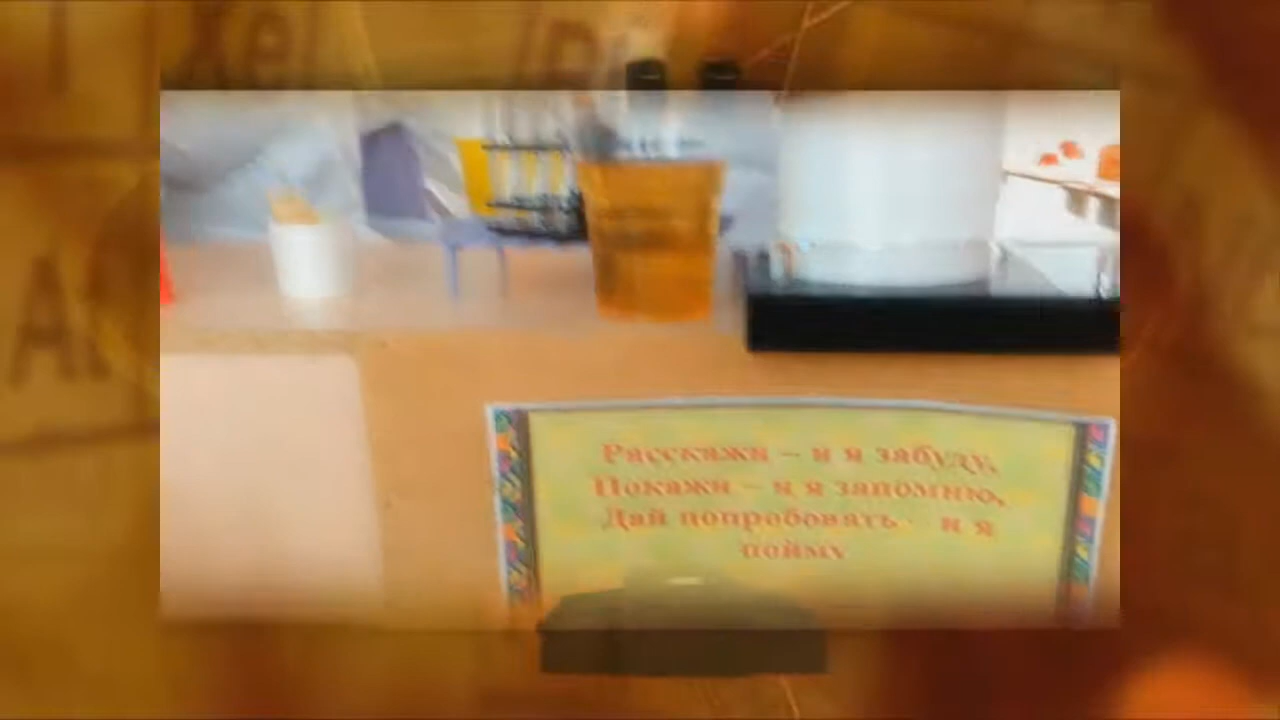 Расскажи – и я забуду,
Покажи – и я запомню,
Дай попробовать – и я
пойму